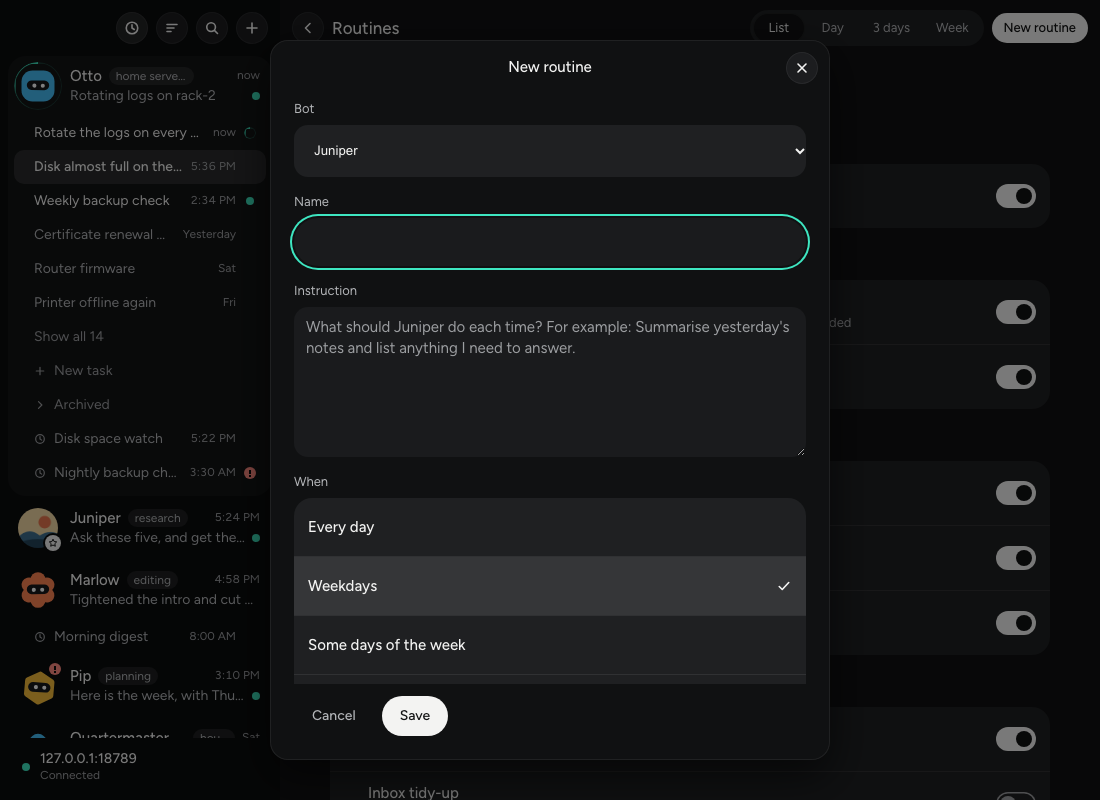 Routines
List
Day
3 days
Week
New routine
Otto
home serve...
now
Rotating logs on rack-2
Rotate the logs on every ...
now
Disk almost full on the...
5:36 PM
Weekly backup check
2:34 PM
Certificate renewal ...
Yesterday
Router firmware
Sat
Printer offline again
Fri
Show all 14
New task
Archived
Disk space watch
5:22 PM
Nightly backup ch...
3:30 AM
Juniper
research
5:24 PM
Ask these five, and get the...
Marlow
editing
4:58 PM
Tightened the intro and cut ...
Morning digest
8:00 AM
Pip
planning
3:10 PM
Here is the week, with Thu...
Quartermaster
Sat
127.0.0.1:18789
Connected
New routine
Bot
Juniper
Name
Instruction
What should Juniper do each time? For example: Summarise yesterday's
notes and list anything I need to answer.
When
Every day
Weekdays
Some days of the week
Cancel
Save
ded
Inbox tidy-up